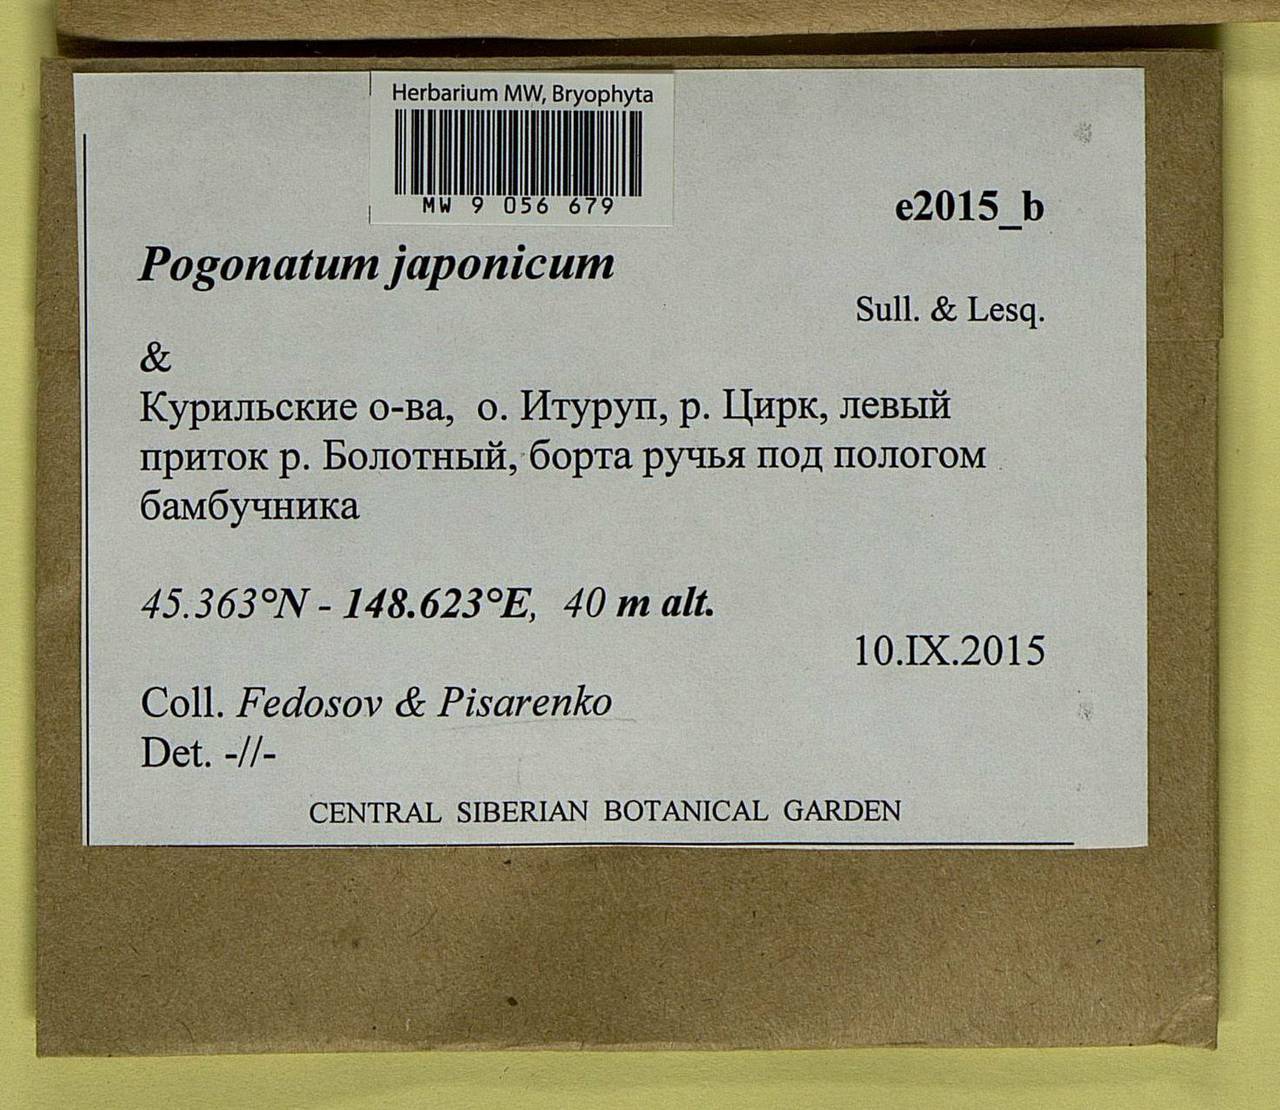 Herbarium MW, Bryophyta
MW 9 056 679
e2015_b
Pogonatum japonicum
Sull. & Lesq.
&
Курильские о-ва, о. Итуруп, р. Цирк, левый
приток р. Болотный, борта ручья под пологом
бамбучника
45.363°N - 148.623°E, 40 m alt.
10.IX.2015
Coll. Fedosov & Pisarenko
Det. -//-
CENTRAL SIBERIAN BOTANICAL GARDEN